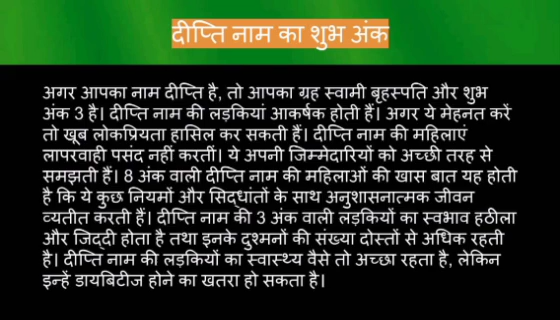 दीप्ति नाम का शुभ अंक
अगर आपका नाम दीप्ति है, तो आपका ग्रह स्वामी बृहस्पति और शुभ
अंक 3 है। दीप्ति नाम की लड़कियां आकर्षक होती हैं। अगर ये मेहनत करें
तो खूब लोकप्रियता हासिल कर सकती हैं। दीप्ति नाम की महिलाएं
लापरवाही पसंद नहीं करतीं। ये अपनी जिम्मेदारियों को अच्छी तरह से
समझती हैं। 8 अंक वाली दीप्ति नाम की महिलाओं की खास बात यह होती
है कि ये कुछ नियमों और सिद्धांतों के साथ अनुशासनात्मक जीवन
व्यतीत करती हैं। दीप्ति नाम की 3 अंक वाली लड़कियों का स्वभाव हठीला
और जिद्दी होता है तथा इनके दुश्मनों की संख्या दोस्तों से अधिक रहती
है। दीप्ति नाम की लड़कियों का स्वास्थ्य वैसे तो अच्छा रहता है, लेकिन
इन्हें डायबिटीज होने का खतरा हो सकता है।